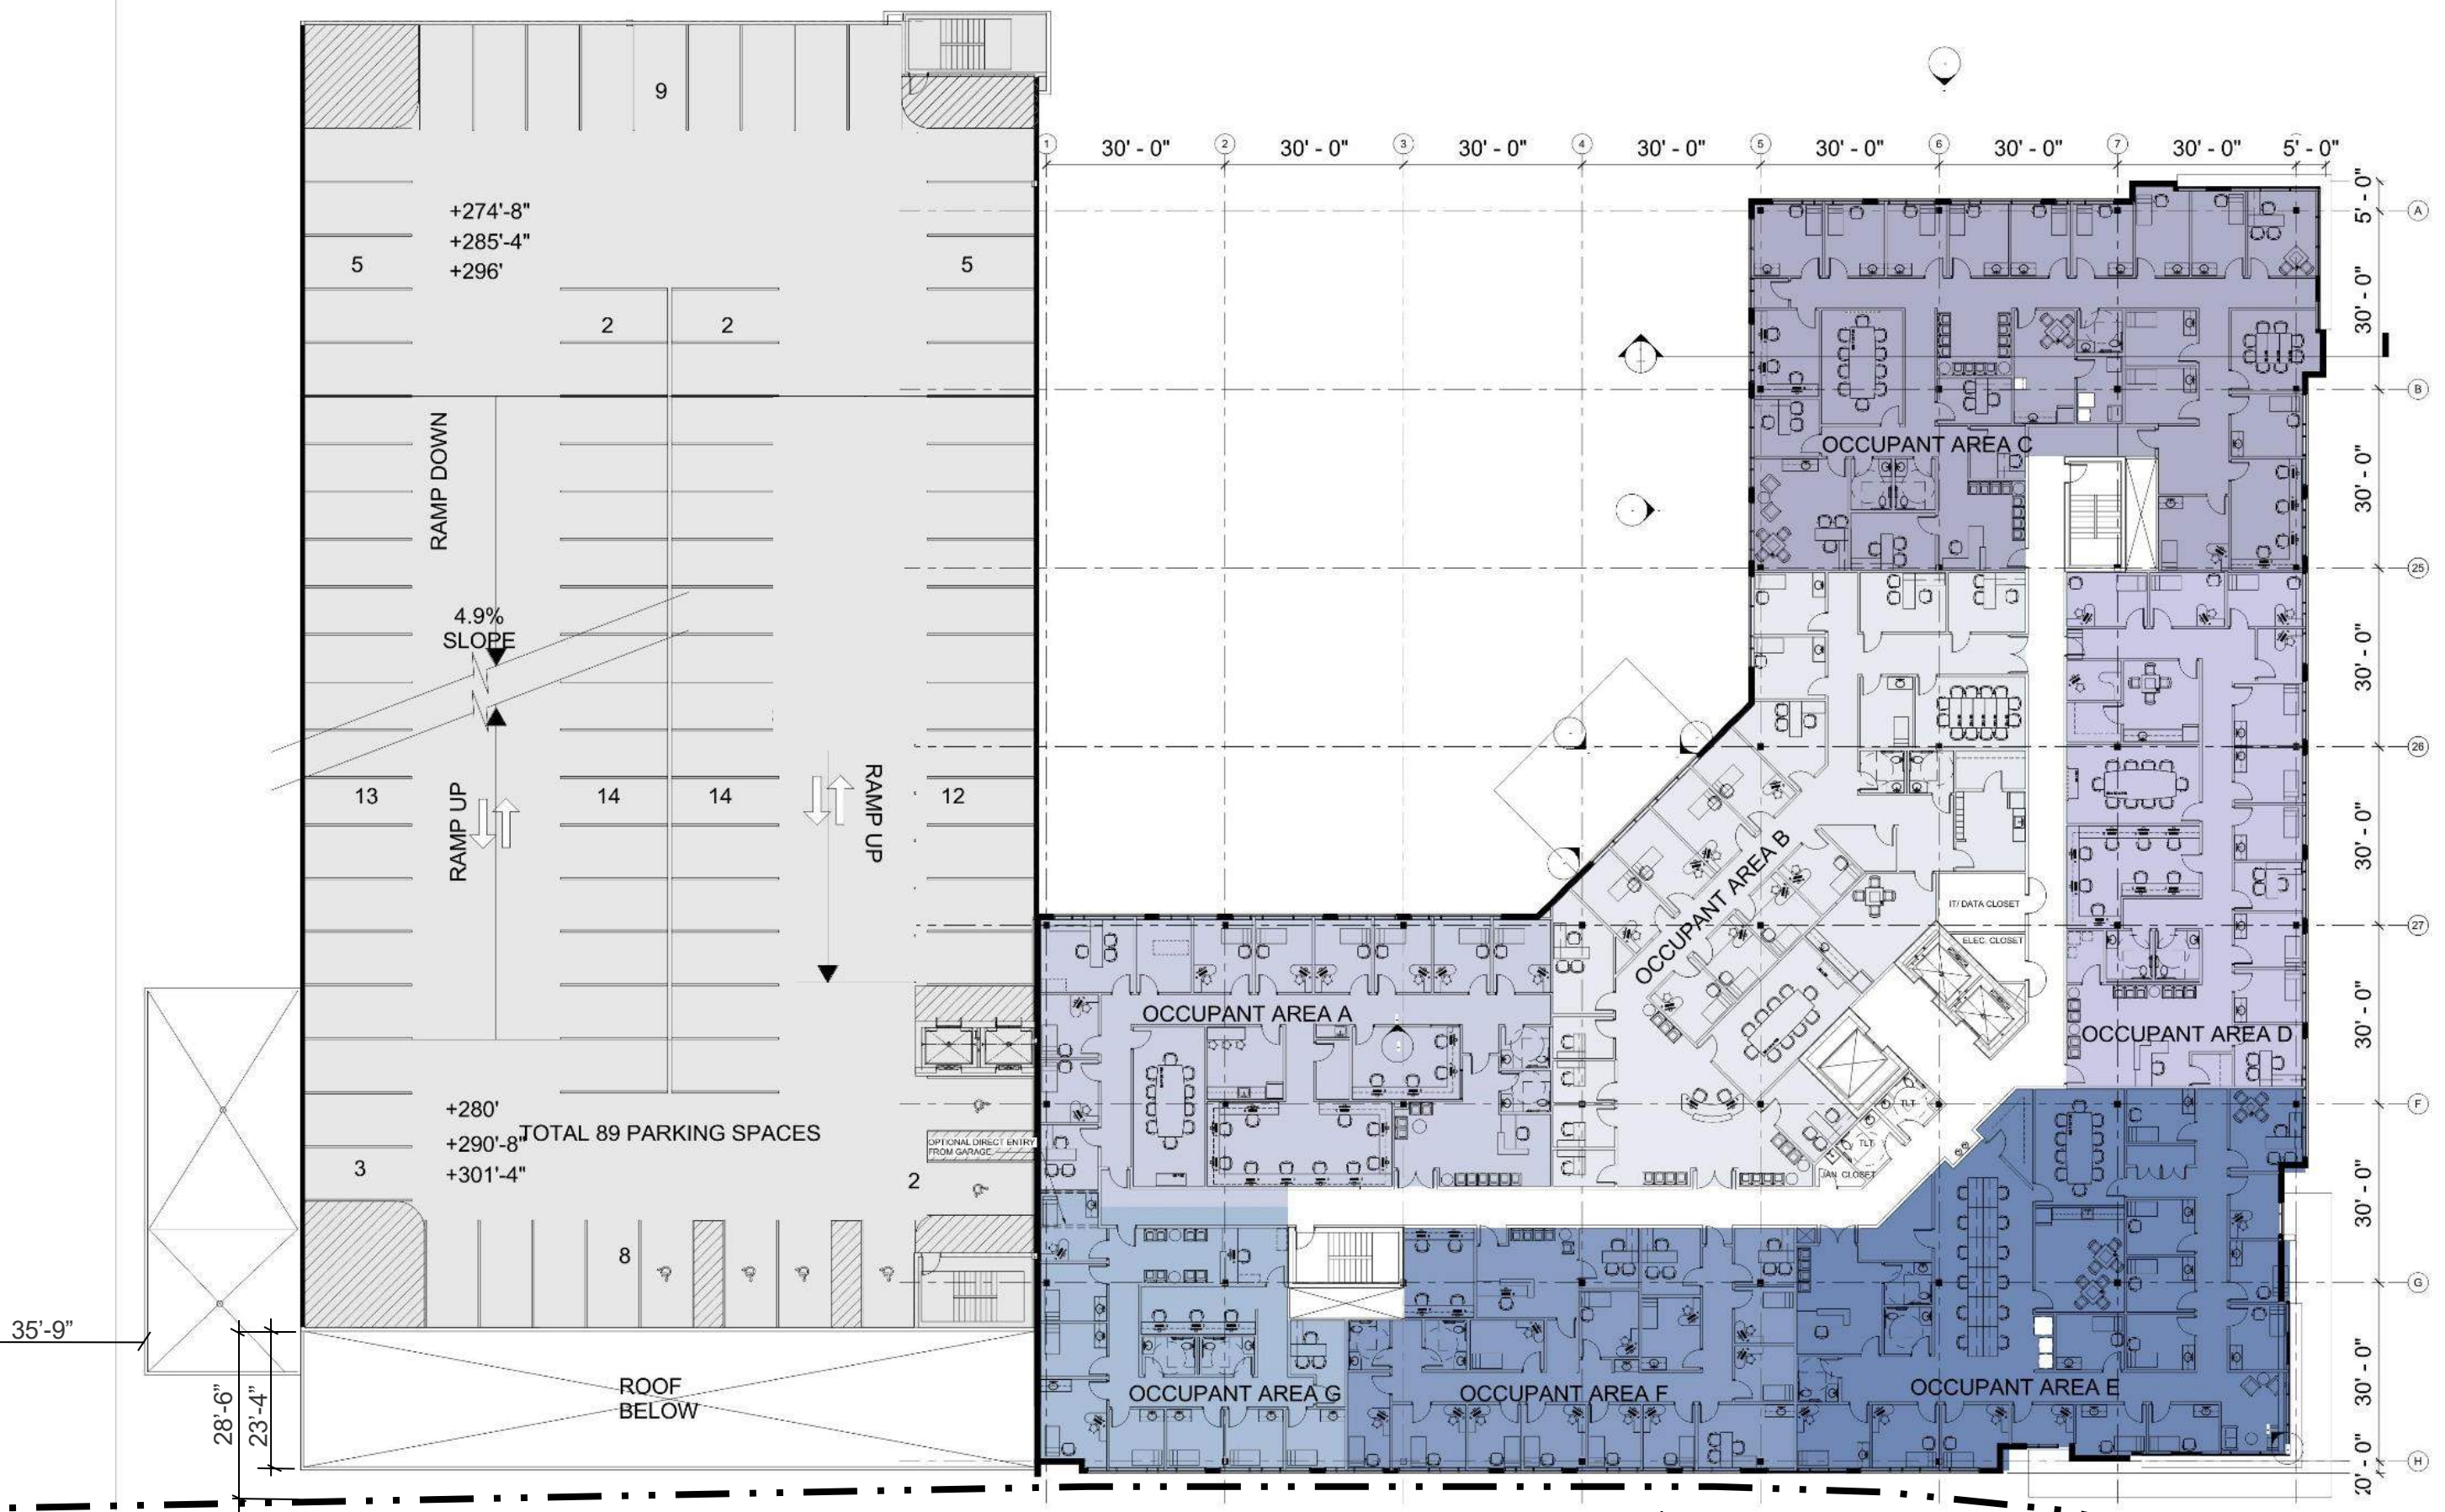 9
1
30' - 0"
2
30' - 0"
3
30' - 0"
4
30' - 0"
5
30' - 0"
6
30' - 0"
7
30' - 0"
5' - 0"
5' - 0"
A
+274'-8"
+285'-4"
+296'
5
5
30' - 0"
2
2
B
RAMP DOWN
OCCUPANT AREA C
30' - 0"
25
4.9%
SLOPE
30' - 0"
26
13
RAMP UP
14
14
RAMP UP
12
30' - 0"
OCCUPANT AREA B
IT/ DATA CLOSET
27
ELEC. CLOSET
OCCUPANT AREA A
30' - 0"
OCCUPANT AREA D
+280'
+290'-8"
+301'-4"
TOTAL 89 PARKING SPACES
TLT
F
OPTIONAL DIRECT ENTRY
FROM GARAGE
TLT
JAN. CLOSET
3
2
30' - 0"
8
G
35'-9"
28'-6"
23'-4"
ROOF
BELOW
OCCUPANT AREA G
OCCUPANT AREA F
OCCUPANT AREA E
30' - 0"
H
20' - 0"